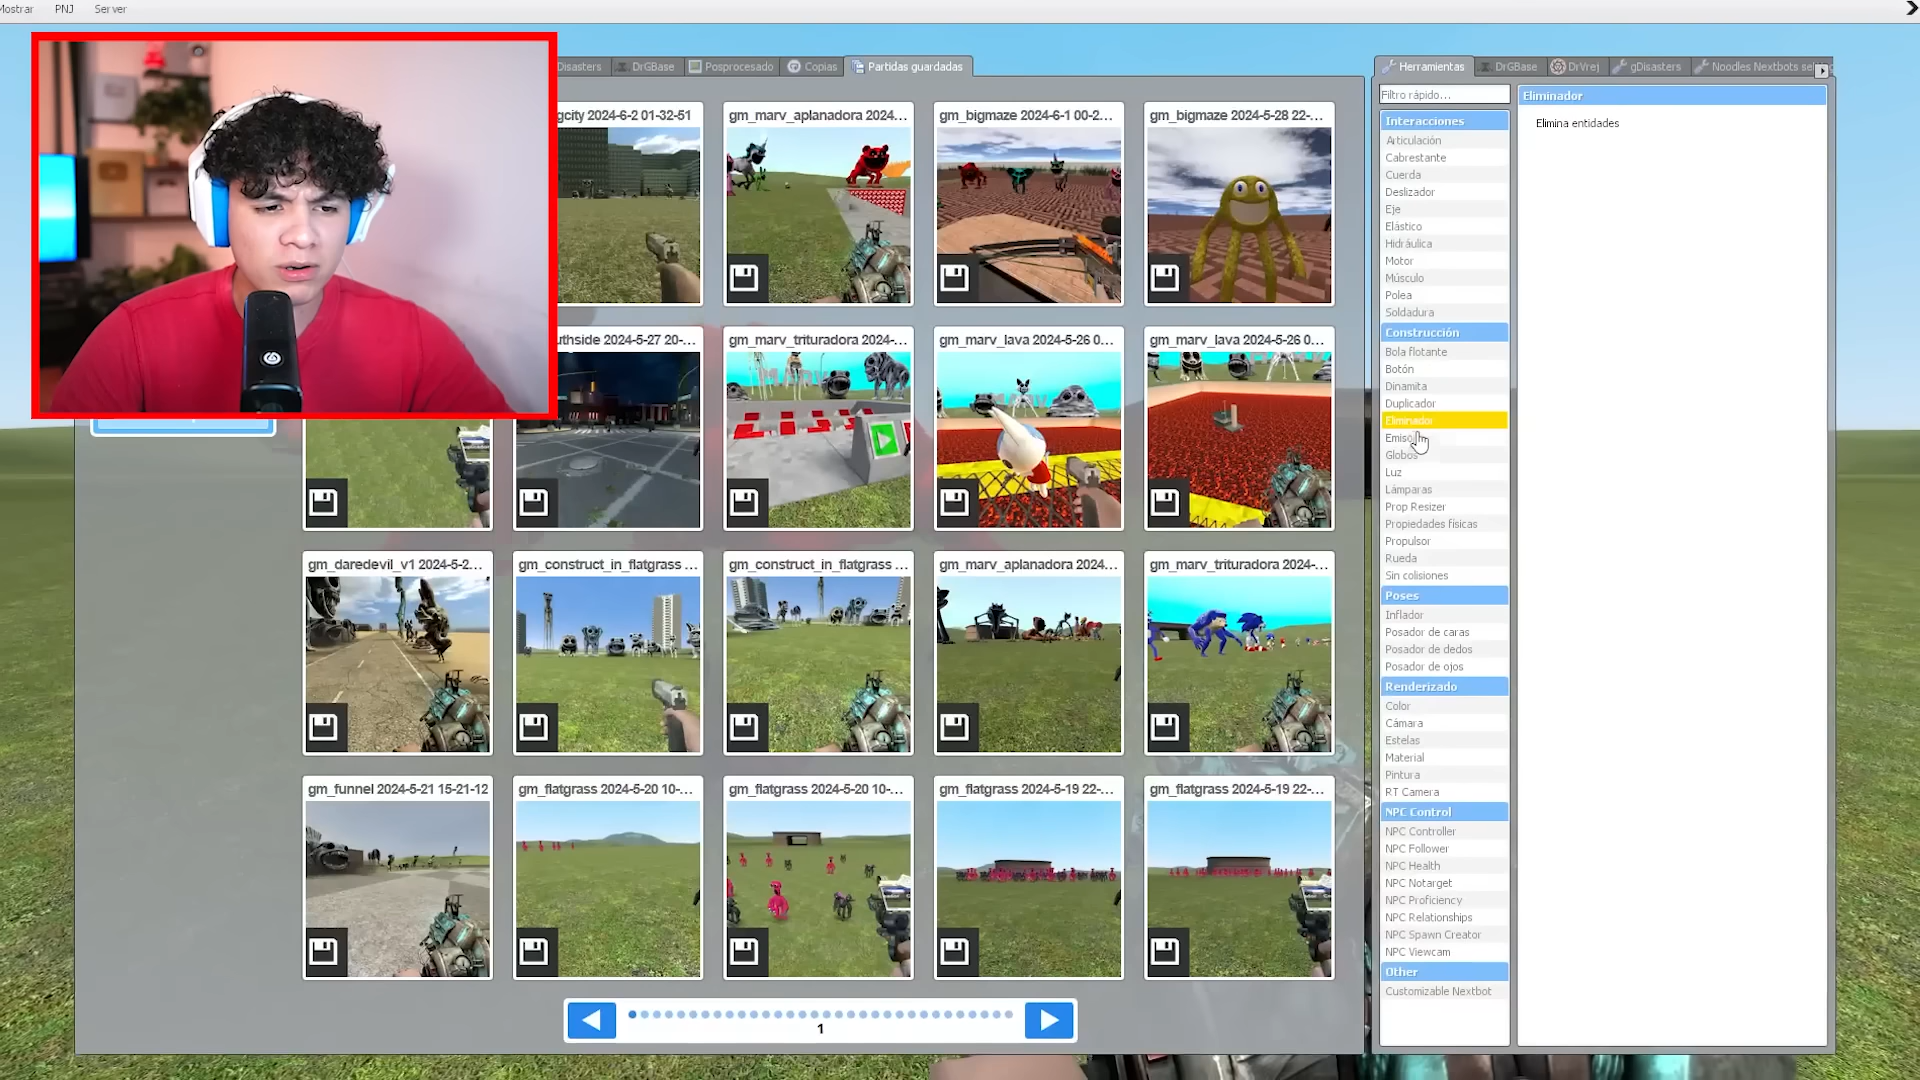 Mostrar PNJ Server
Disasters DrGBase Posprocesado Copias Partidas guardadas
gcity 2024-6-2 01-32-51
gm_marv_aplanadora 2024...
gm_bigmaze 2024-6-1 00-2...
gm_bigmaze 2024-5-28 22-...
uthside 2024-5-27 20-...
gm_marv_trituradora 2024-...
gm_marv_lava 2024-5-26 0...
gm_marv_lava 2024-5-26 0...
gm_daredevil_v1 2024-5-2...
gm_construct_in_flatgrass ...
gm_construct_in_flatgrass ...
gm_marv_aplanadora 2024...
gm_marv_trituradora 2024-...
gm_funnel 2024-5-21 15-21-12
gm_flatgrass 2024-5-20 10-...
gm_flatgrass 2024-5-20 10-...
gm_flatgrass 2024-5-19 22-...
gm_flatgrass 2024-5-19 22-...
1
Herramientas DrGBase DrVrej gDisasters Noodles Nextbots se
Filtro rápido...
Interacciones
Articulación
Cabrestante
Cuerda
Deslizador
Eje
Elástico
Hidráulica
Motor
Músculo
Polea
Soldadura
Construcción
Bola flotante
Botón
Dinamita
Duplicador
Eliminador
Emiso
Globos
Luz
Lámparas
Prop Resizer
Propiedades físicas
Propulsor
Rueda
Sin colisiones
Poses
Inflador
Posador de caras
Posador de dedos
Posador de ojos
Renderizado
Color
Cámara
Estelas
Material
Pintura
RT Camera
NPC Control
NPC Controller
NPC Follower
NPC Health
NPC Notarget
NPC Proficiency
NPC Relationships
NPC Spawn Creator
NPC Viewcam
Other
Customizable Nextbot
Eliminador
Elimina entidades